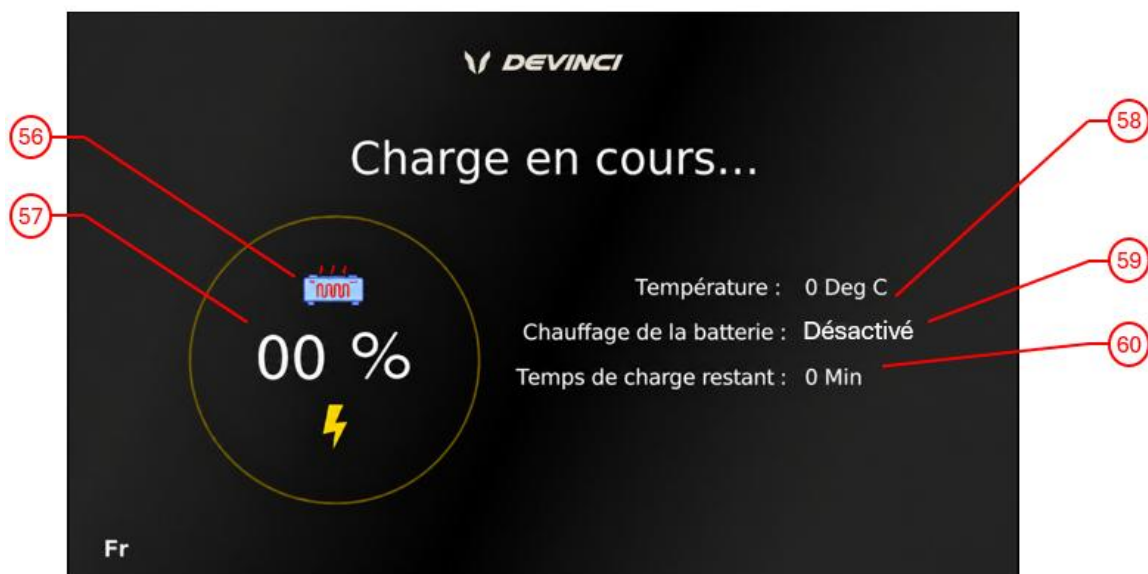 DEVINCI
Charge en cours...
56
57
58
59
60
Température : 0 Deg C
Chauffage de la batterie : Désactivé
Temps de charge restant : 0 Min
00 %
Fr